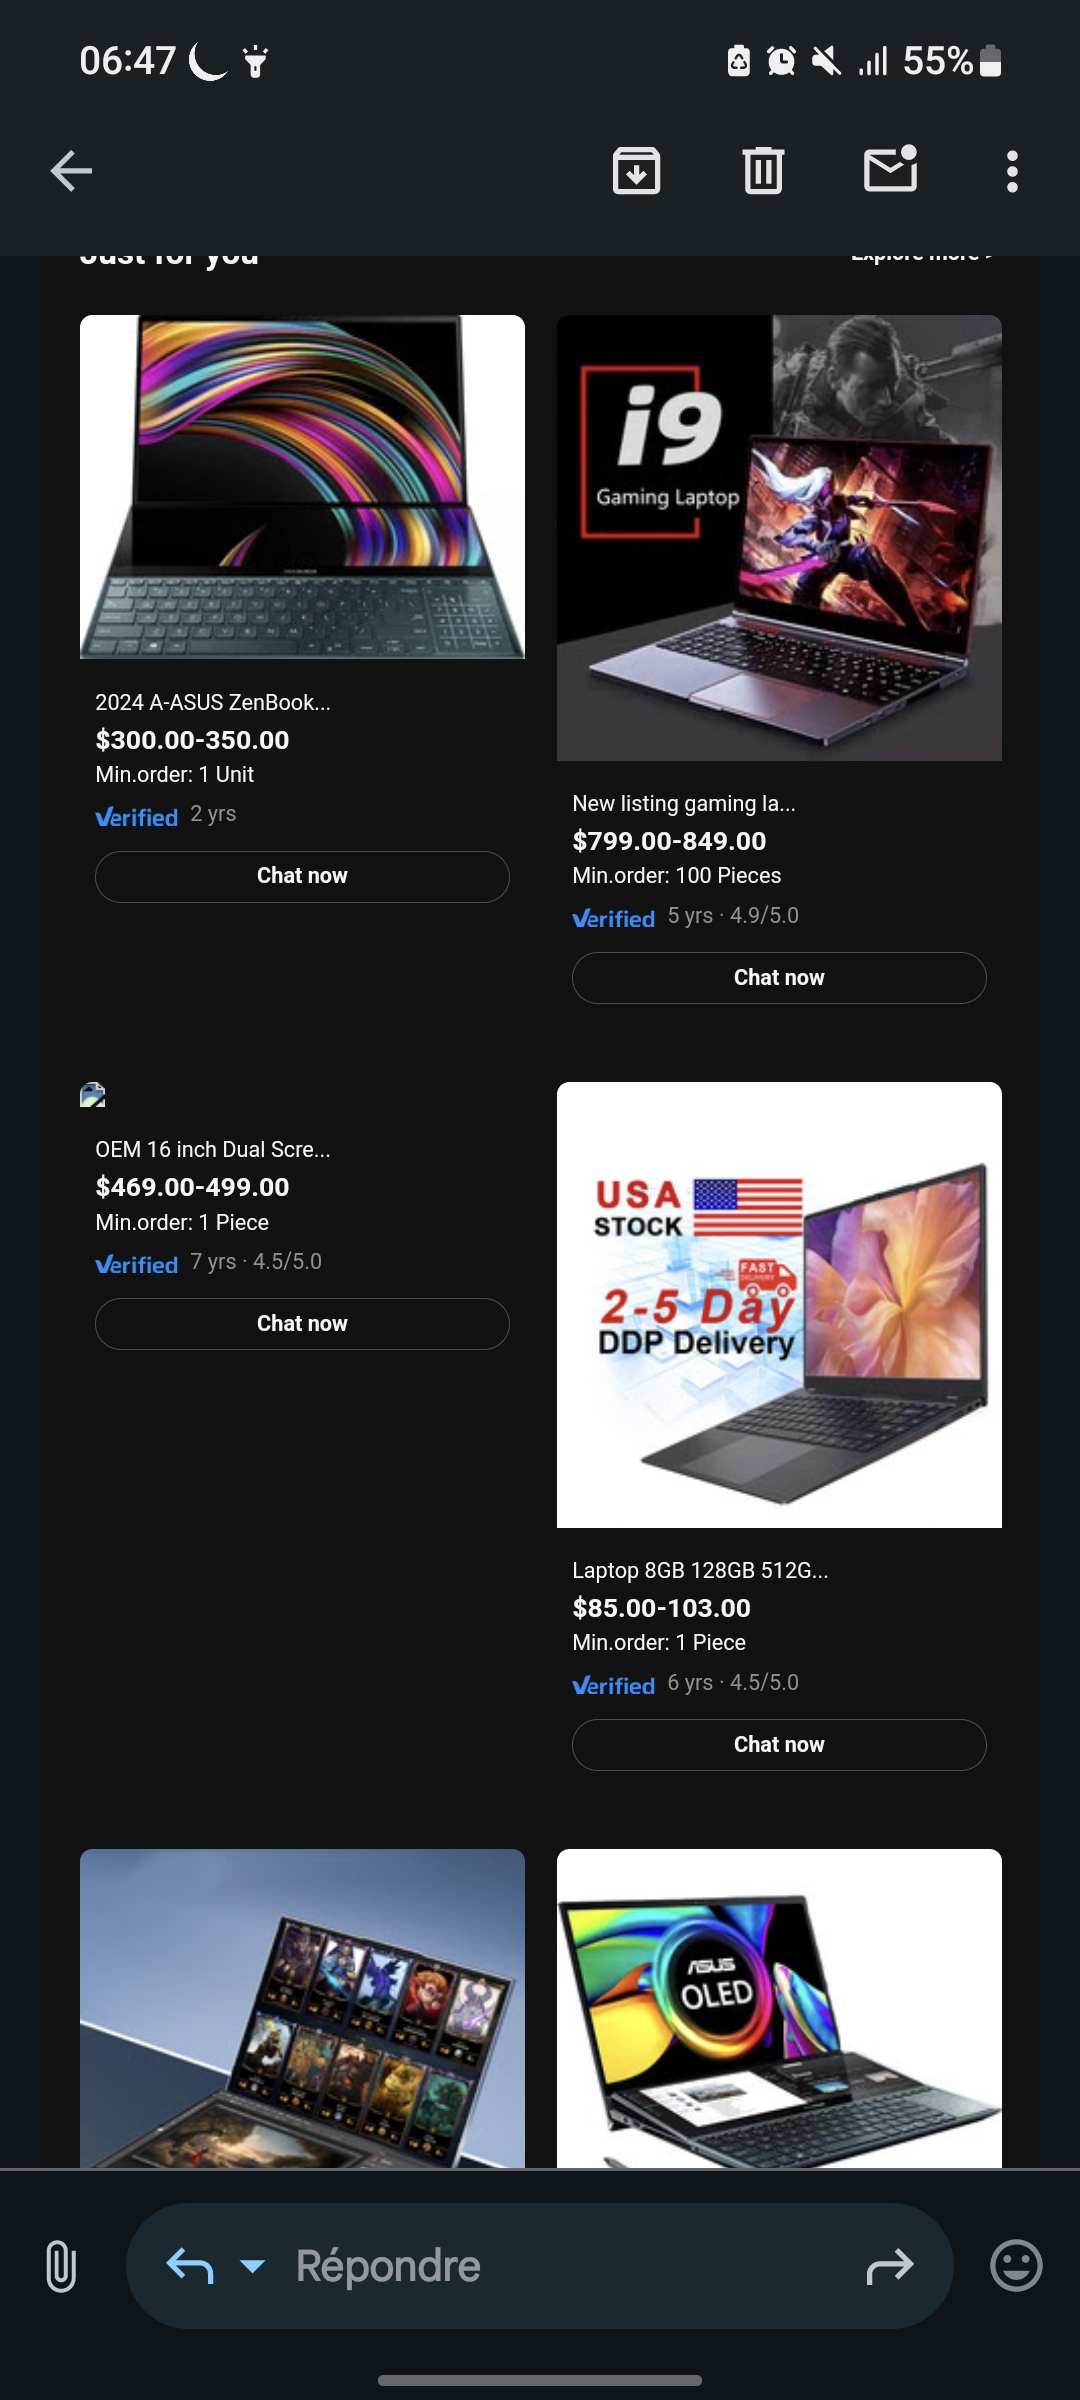 06:47
55%
Just for you
Explore more >
i9
Gaming Laptop
2024 A-ASUS ZenBook...
$300.00-350.00
Min.order: 1 Unit
Verified 2 yrs
Chat now
New listing gaming la...
$799.00-849.00
Min.order: 100 Pieces
Verified 5 yrs · 4.9/5.0
Chat now
OEM 16 inch Dual Scre...
$469.00-499.00
Min.order: 1 Piece
Verified 7 yrs · 4.5/5.0
Chat now
USA
STOCK
FAST
DELIVERY
2-5 Day
DDP Delivery
Laptop 8GB 128GB 512G...
$85.00-103.00
Min.order: 1 Piece
Verified 6 yrs · 4.5/5.0
Chat now
ASUS
OLED
Répondre